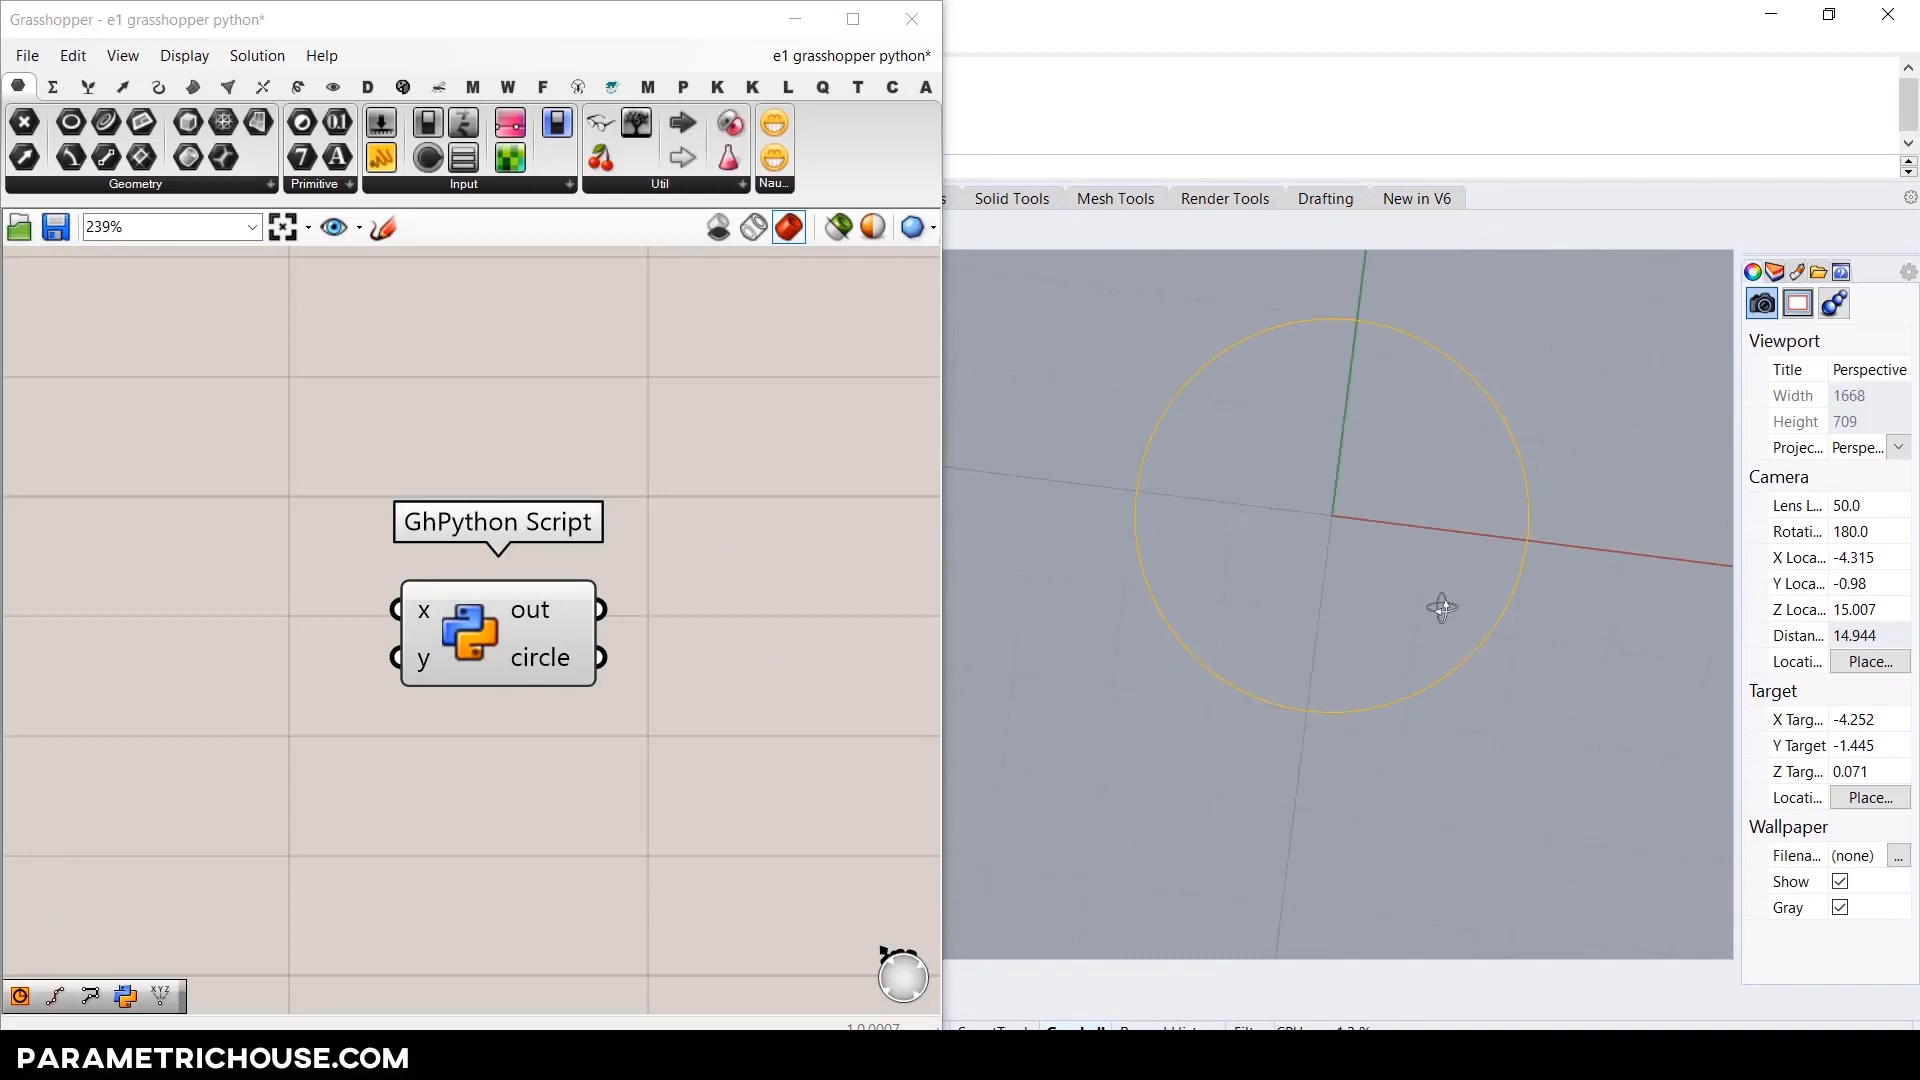 Grasshopper - e1 grasshopper python*
File Edit View Display Solution Help e1 grasshopper python*
D M W F M P K K L Q T C A
Geometry Primitive Input Util Nau...
239%
Solid Tools Mesh Tools Render Tools Drafting New in V6
GhPython Script
x out
y circle
XYZ
Viewport
Title Perspective
Width 1668
Height 709
Projec... Perspe...
Camera
Lens L... 50.0
Rotati... 180.0
X Loca... -4.315
Y Loca... -0.98
Z Loca... 15.007
Distan... 14.944
Locati... Place...
Target
X Targ... -4.252
Y Target -1.445
Z Targ... 0.071
Locati... Place...
Wallpaper
Filena... (none) ...
Show
Gray
1.0.0007
PARAMETRICHOUSE.COM